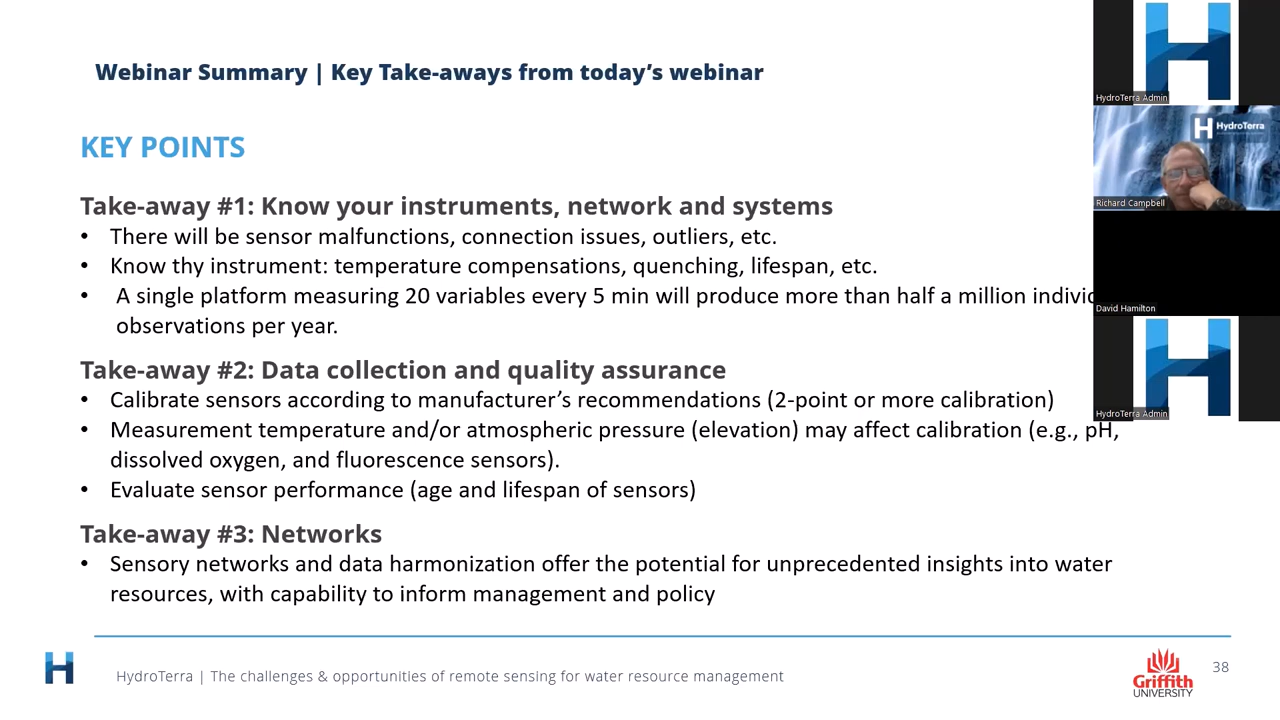 Webinar Summary | Key Take-aways from today’s webinar
KEY POINTS
Take-away #1: Know your instruments, network and systems
• There will be sensor malfunctions, connection issues, outliers, etc.
• Know thy instrument: temperature compensations, quenching, lifespan, etc.
• A single platform measuring 20 variables every 5 min will produce more than half a million
observations per year.
Take-away #2: Data collection and quality assurance
• Calibrate sensors according to manufacturer’s recommendations (2-point or more calibration)
• Measurement temperature and/or atmospheric pressure (elevation) may affect calibration (e.g., pH,
dissolved oxygen, and fluorescence sensors).
• Evaluate sensor performance (age and lifespan of sensors)
Take-away #3: Networks
• Sensory networks and data harmonization offer the potential for unprecedented insights into water
resources, with capability to inform management and policy
HydroTerra | The challenges & opportunities of remote sensing for water resource management
Griffith
UNIVERSITY
38
HydroTerra Admin
HydroTerra
Richard Campbell
David Hamilton
HydroTerra Admin